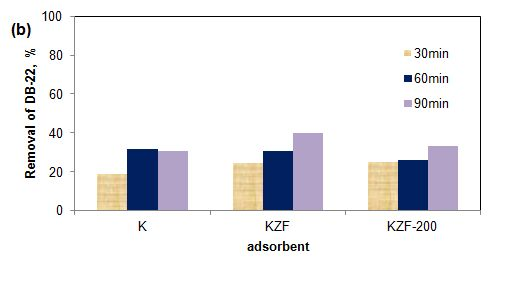 (b)
Removal of DB-22, %
100
80
60
40
20
0
30min
60min
90min
K KZF KZF-200
adsorbent